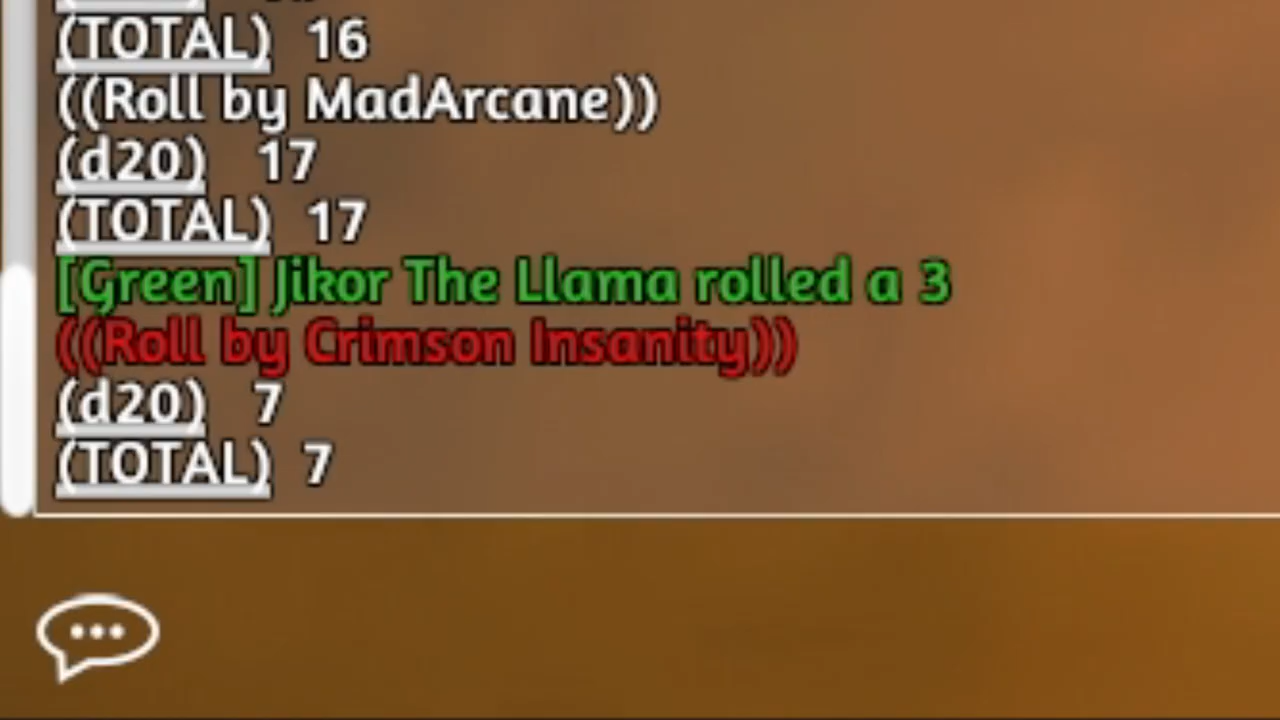 (TOTAL) 16
((Roll by MadArcane))
(d20) 17
(TOTAL) 17
[Green] Jikor The Llama rolled a 3
((Roll by Crimson Insanity))
(d20) 7
(TOTAL) 7